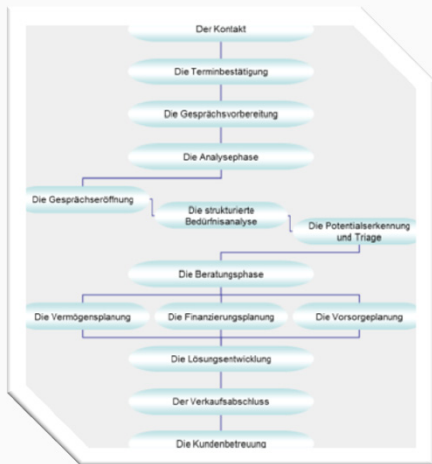 Der Kontakt
Die Terminbestätigung
Die Gesprächsvorbereitung
Die Analysephase
Die Gesprächseröffnung
Die strukturierte
Bedürfnisanalyse
Die Potentialserkennung
und Triage
Die Beratungsphase
Die Vermögensplanung
Die Finanzierungsplanung
Die Vorsorgeplanung
Die Lösungsentwicklung
Der Verkaufsabschluss
Die Kundenbetreuung